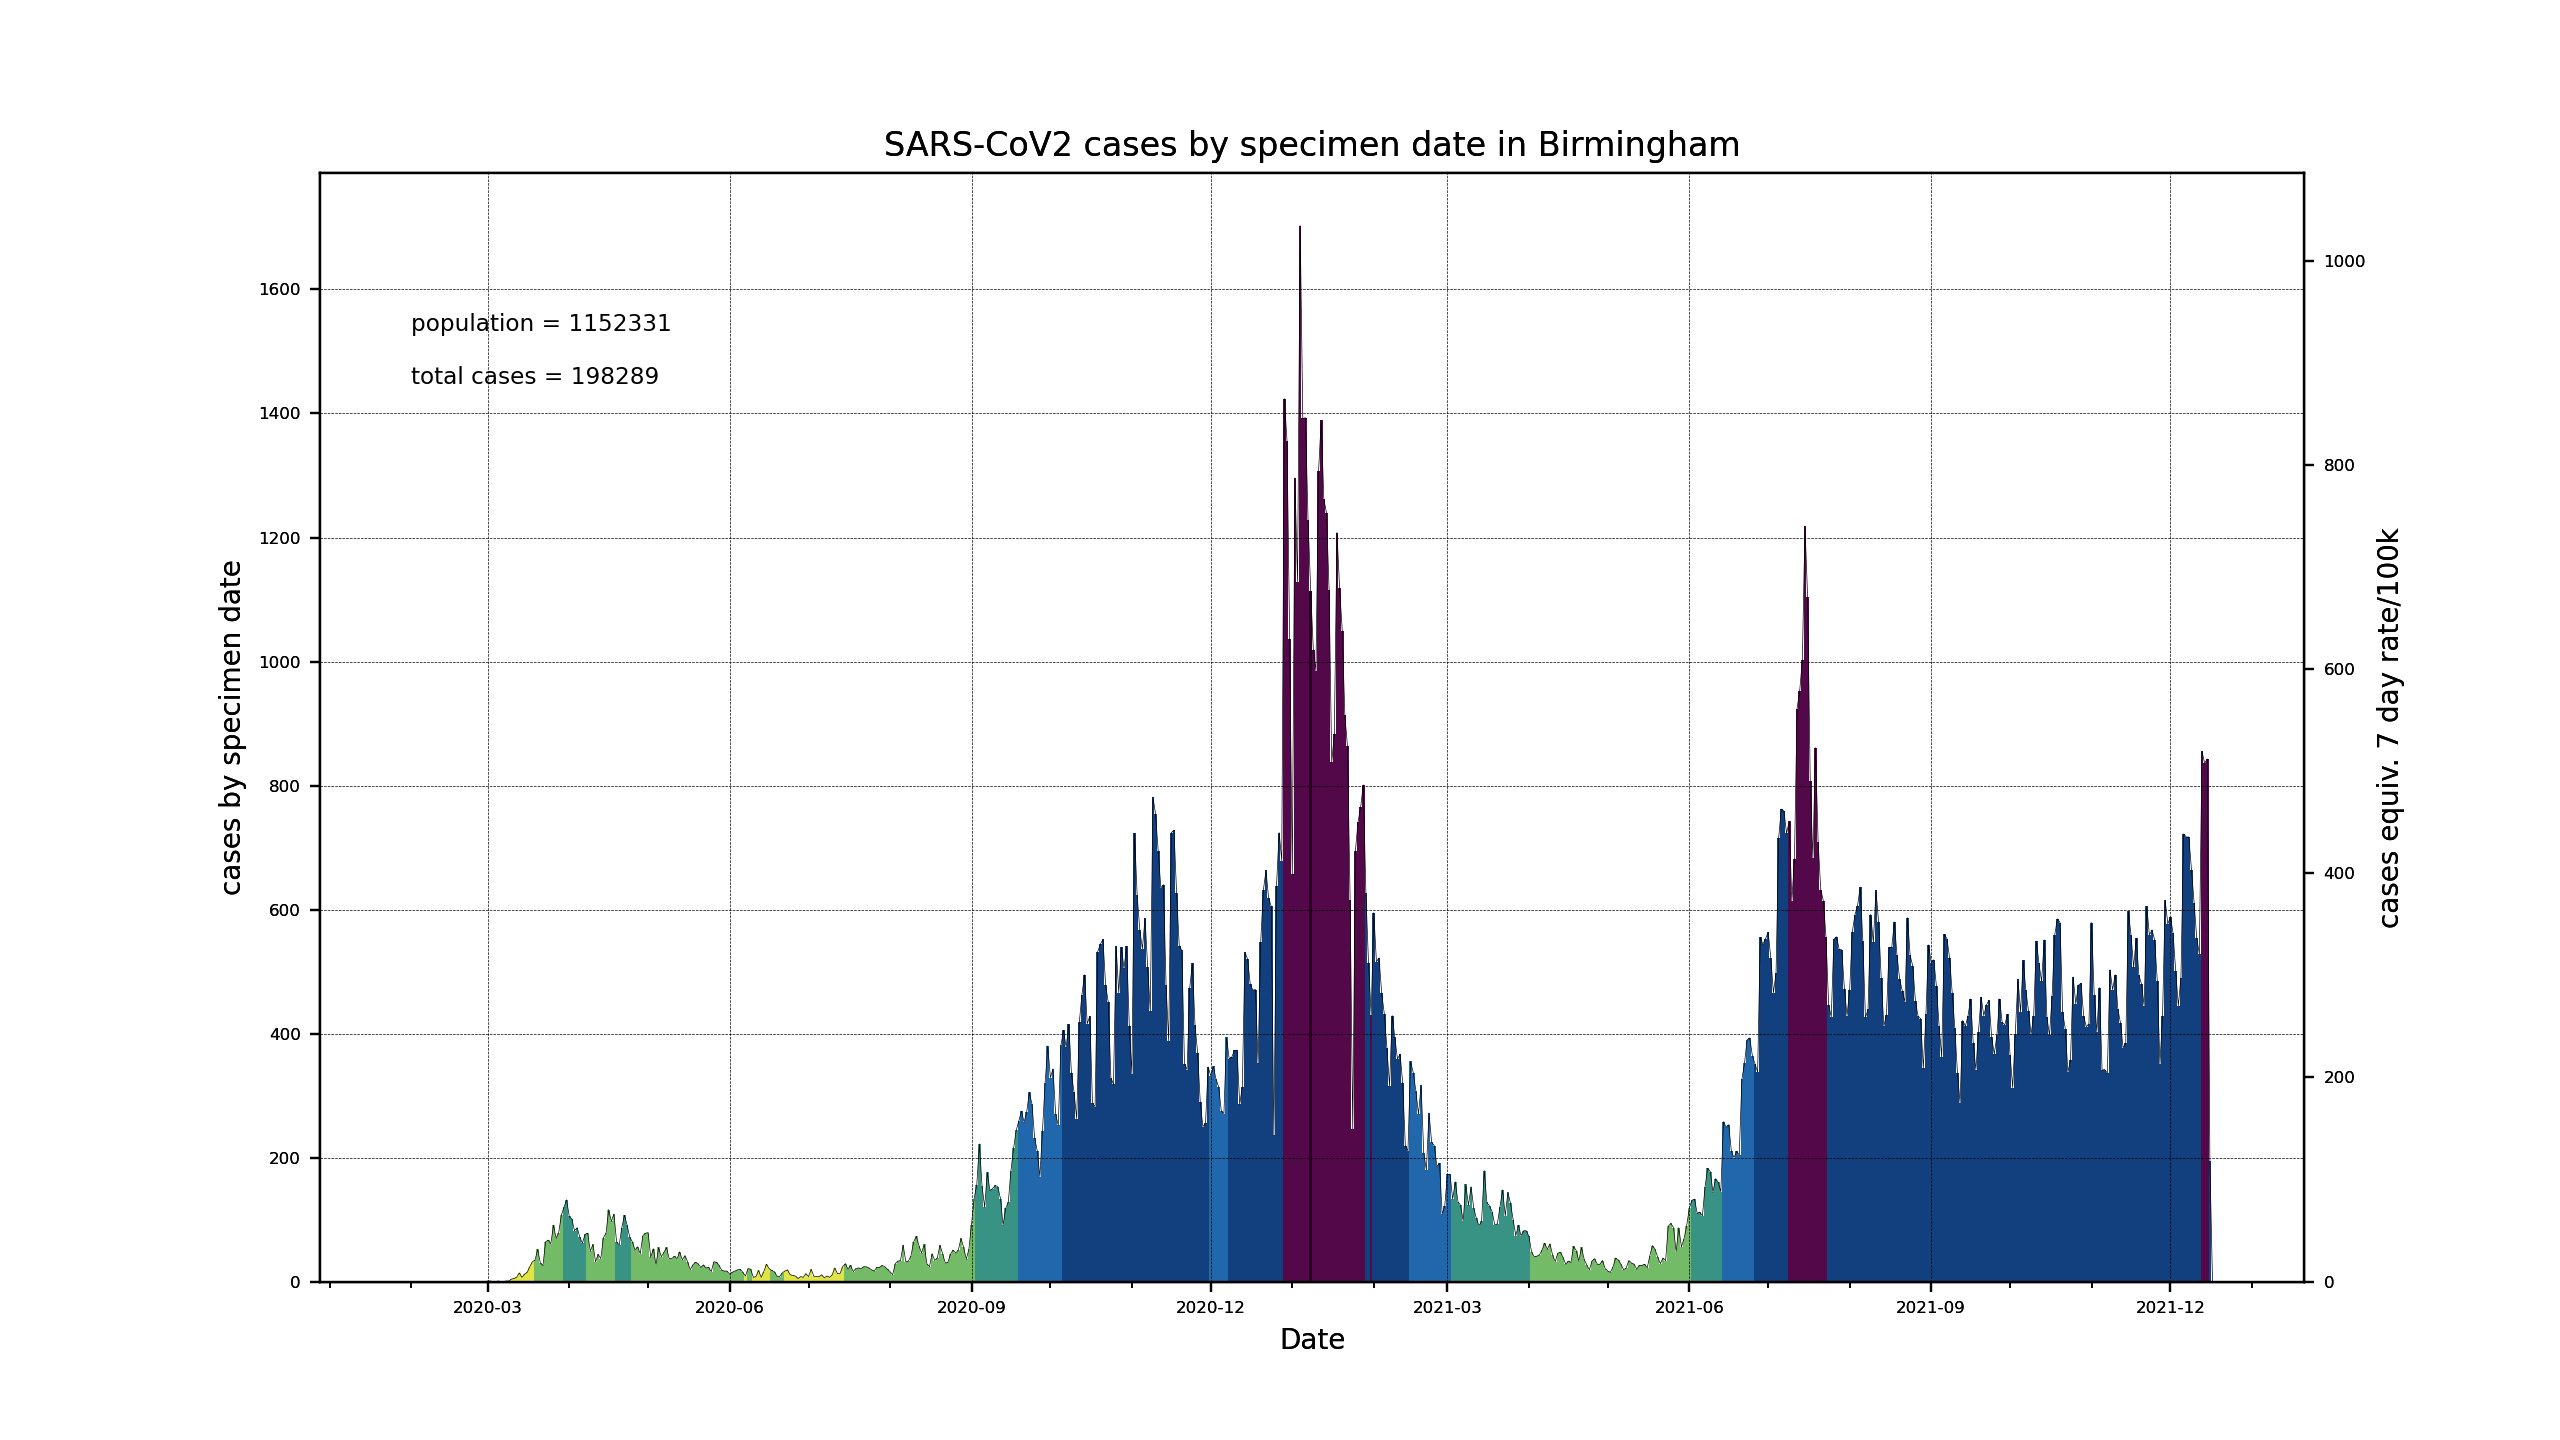 SARS-CoV2 cases by specimen date in Birmingham
population = 1152331
total cases = 198289
cases by specimen date
1600
1400
1200
1000
800
600
400
200
0
1000
800
600
400
200
0
cases equiv. 7 day rate/100k
2020-03 2020-06 2020-09 2020-12 2021-03 2021-06 2021-09 2021-12
Date